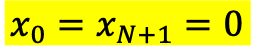 𝑥₀ = 𝑥_{𝑁+1} = 0